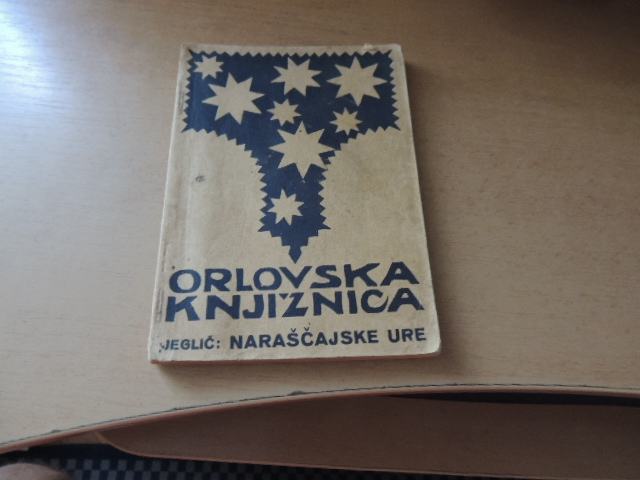 ORLOVSKA
KNJIŽNICA
JEGLIČ: NARAŠČAJSKE URE